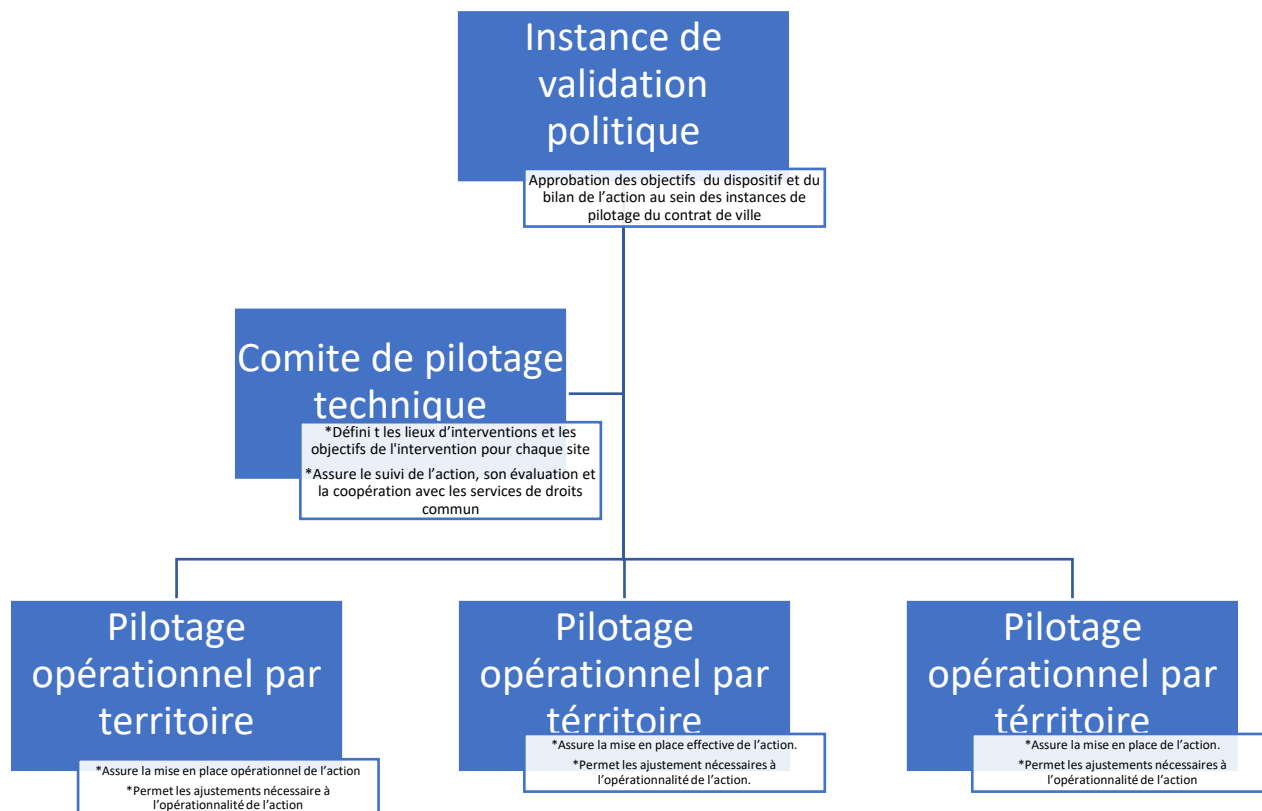 Instance de
validation
politique
Approbation des objectifs du dispositif et du
bilan de l'action au sein des instances de
pilotage du contrat de ville
Comite de pilotage
technique
*Défini t les lieux d'interventions et les
objectifs de l'intervention pour chaque site
*Assure le suivi de l'action, son évaluation et
la coopération avec les services de droits
commun
Pilotage
opérationnel par
territoire
*Assure la mise en place opérationnel de l'action
*Permet les ajustements nécessaire à
l'opérationnalité de l'action
Pilotage
opérationnel par
térritoire
*Assure la mise en place effective de l'action.
*Permet les ajustement nécessaires à
l'opérationnalité de l'action.
Pilotage
opérationnel par
térritoire
*Assure la mise en place de l'action.
*Permet les ajustements nécessaires à
l'opérationnalité de l'action